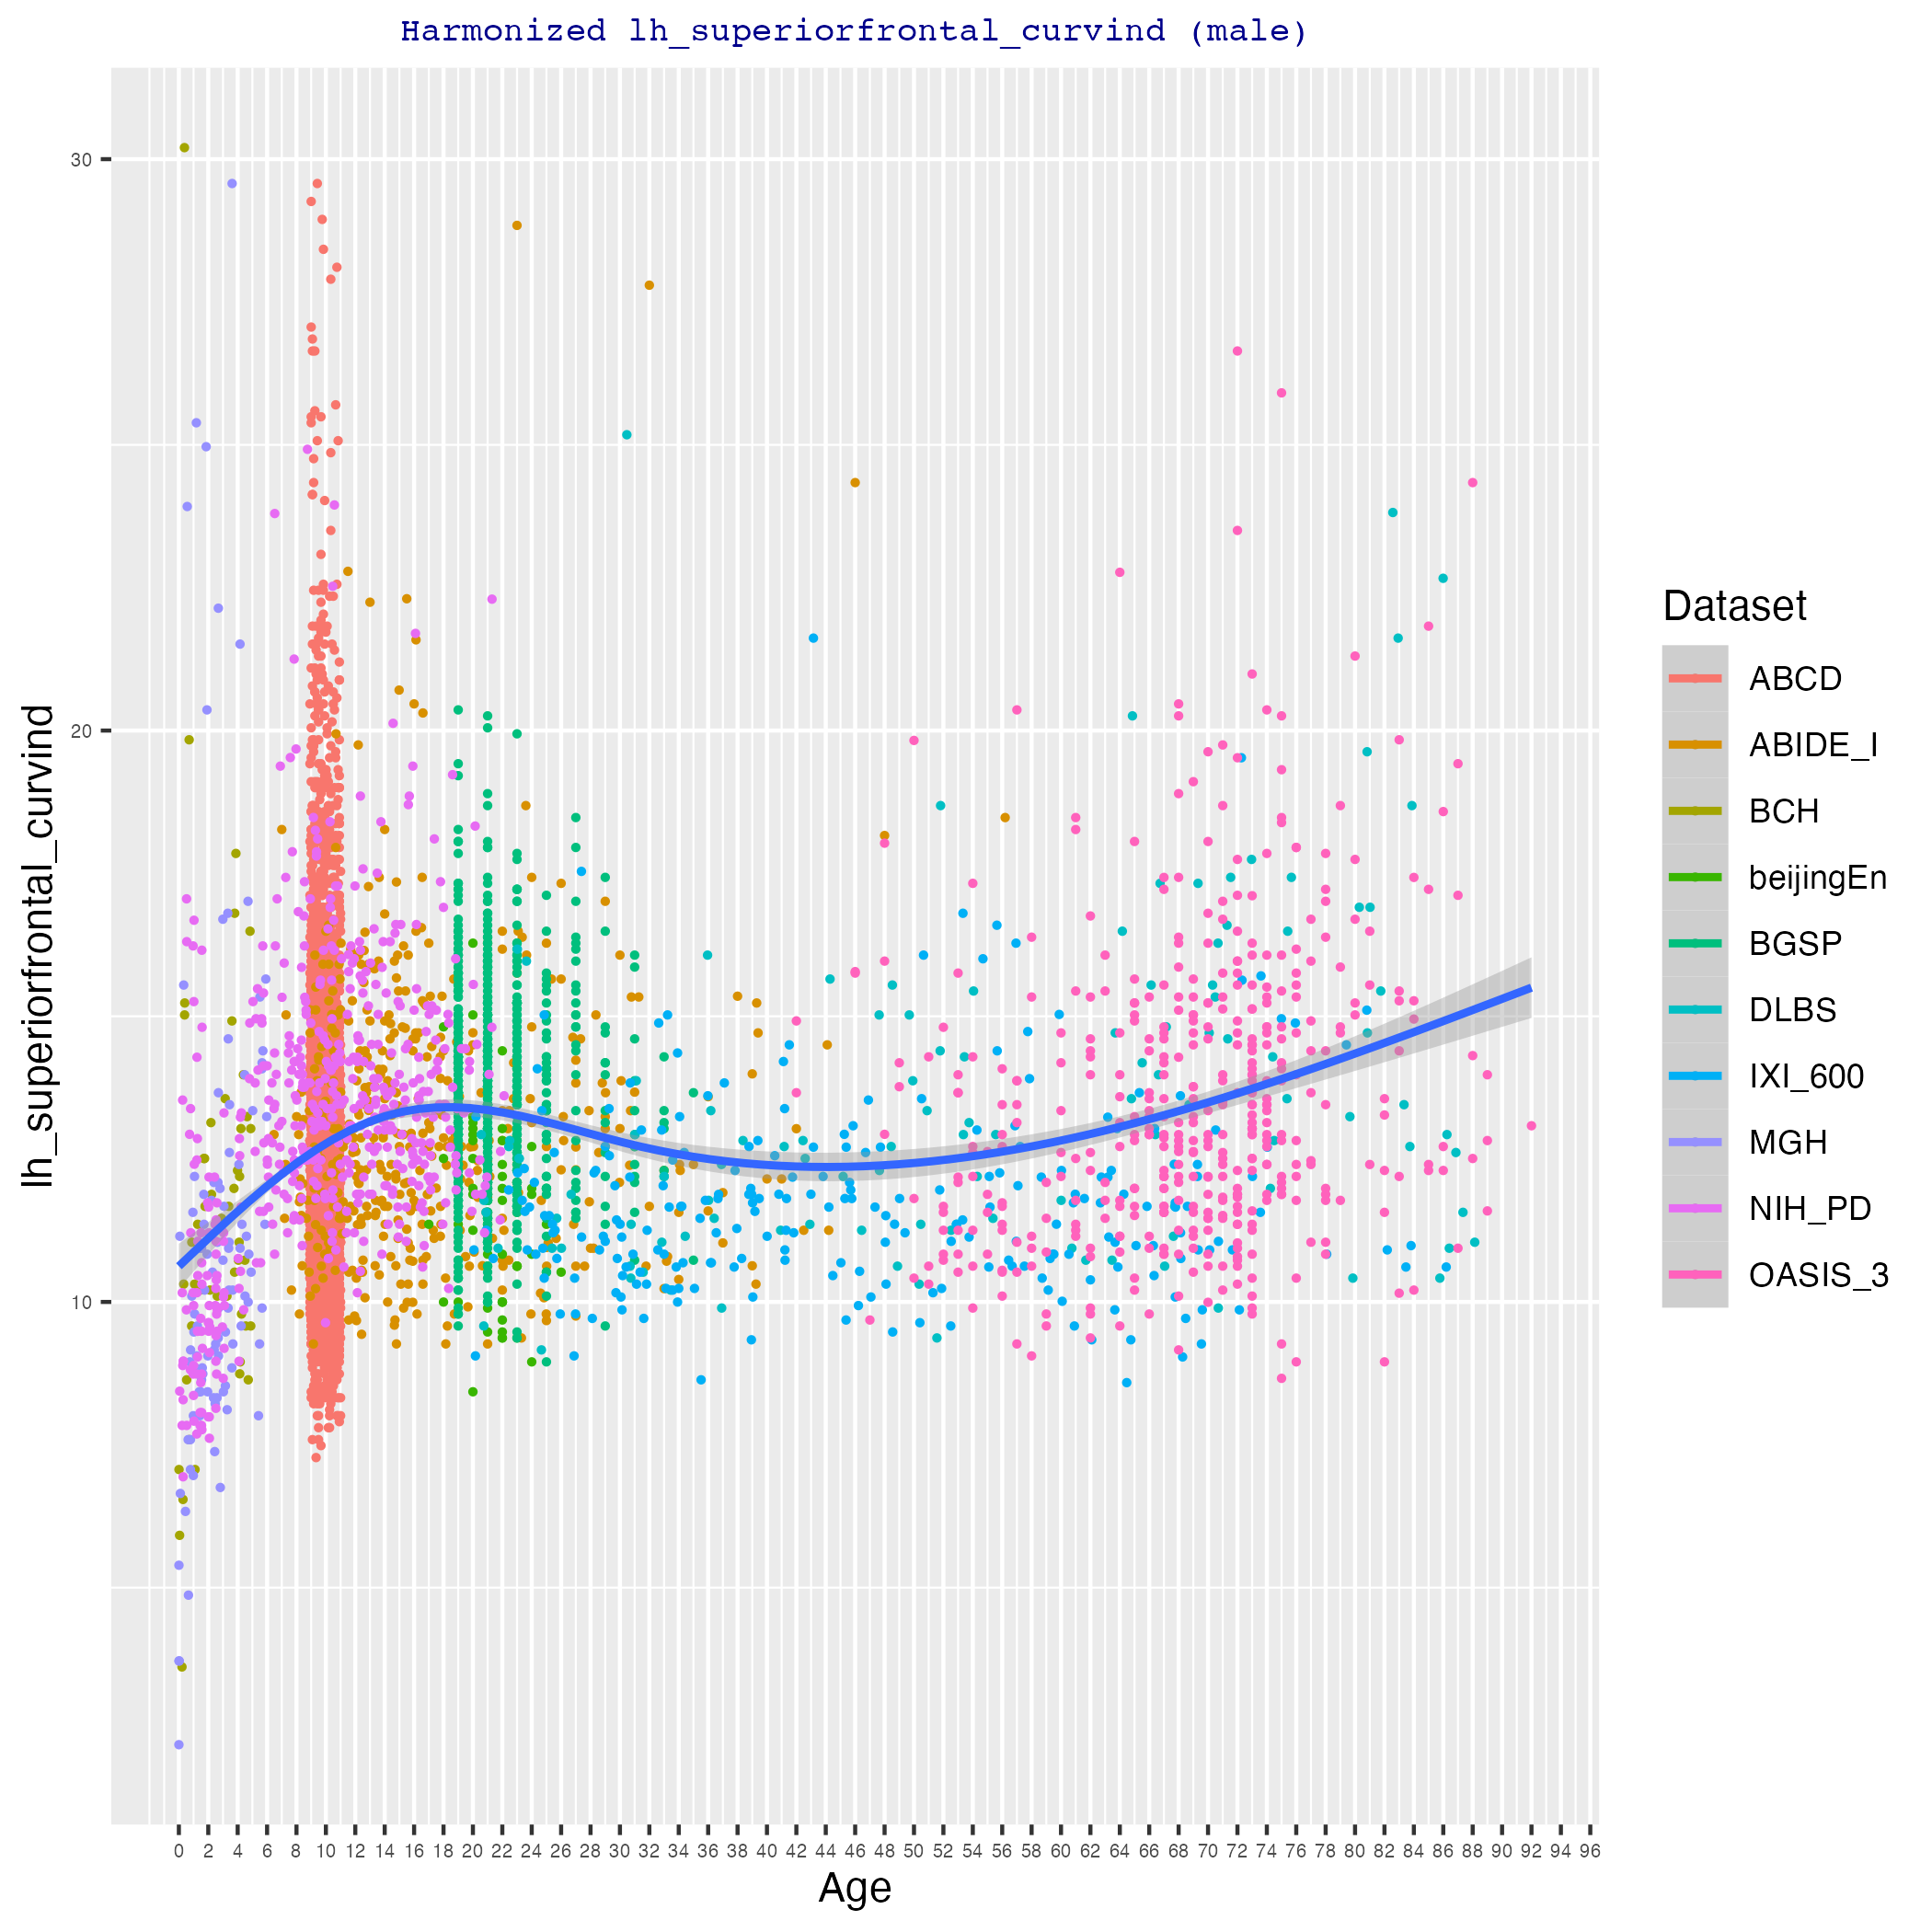 Harmonized lh_superiorfrontal_curvind (male)
lh_superiorfrontal_curvind
30
20
10
0 2 4 6 8 10 12 14 16 18 20 22 24 26 28 30 32 34 36 38 40 42 44 46 48 50 52 54 56 58 60 62 64 66 68 70 72 74 76 78 80 82 84 86 88 90 92 94 96
Age
Dataset
ABCD
ABIDE_I
BCH
beijingEn
BGSP
DLBS
IXI_600
MGH
NIH_PD
OASIS_3